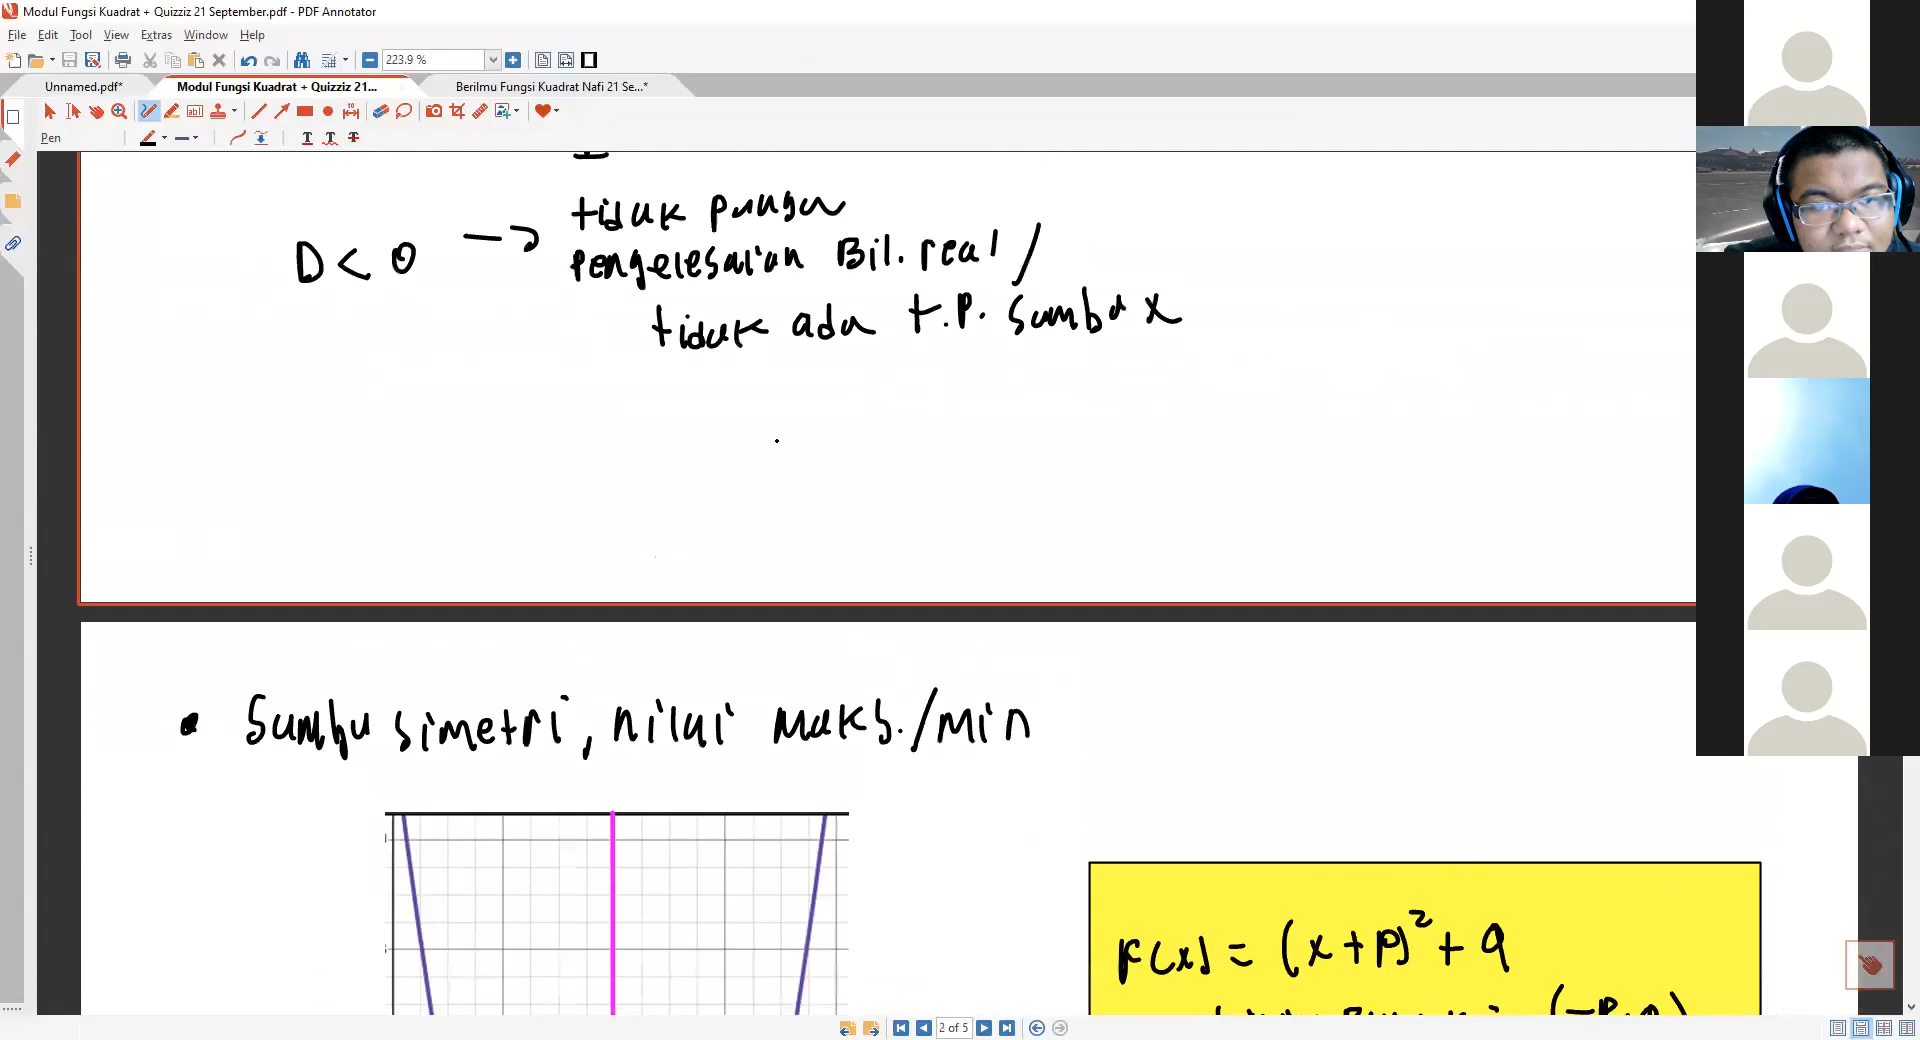 Modul Fungsi Kuadrat + Quizziz 21 September.pdf - PDF Annotator
File Edit Tool View Extras Window Help
223.9 %
Unnamed.pdf* Modul Fungsi Kuadrat + Quizziz 21... Berilmu Fungsi Kuadrat Nafi 21 Se...*
Pen
tidak punya
D < 0 → penyelesaian Bil. real /
tidak ada t.p. sumbu x
• Sumbu simetri, nilai maks./min
F(x) = (x+p)² + q
2 of 5